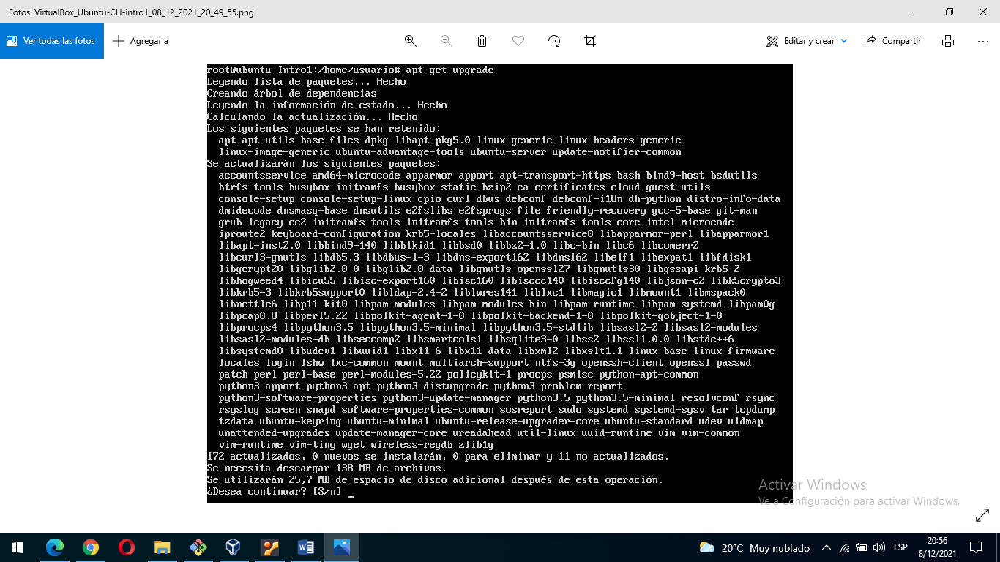 Fotos: VirtualBox_Ubuntu-CLI-intro1_08_12_2021_20_49_55.png
Ver todas las fotos
Agregar a
Editar y crear
Compartir
root@ubuntu-Intro1:/home/usuario# apt-get upgrade
Leyendo lista de paquetes... Hecho
Creando árbol de dependencias
Leyendo la información de estado... Hecho
Calculando la actualización... Hecho
Los siguientes paquetes se han retenido:
apt apt-utils base-files dpkg libapt-pkg5.0 linux-generic linux-headers-generic
linux-image-generic ubuntu-advantage-tools ubuntu-server update-notifier-common
Se actualizarán los siguientes paquetes:
accountsservice amd64-microcode apparmor apport apt-transport-https bash bind9-host bsdutils
btrfs-tools busybox-initramfs busybox-static bzip2 ca-certificates cloud-guest-utils
console-setup console-setup-linux cpio curl dbus debconf debconf-i18n dh-python distro-info-data
dmidecode dnsmasq-base dnsutils e2fslibs e2fsprogs file friendly-recovery gcc-5-base git-man
grub-legacy-ec2 initramfs-tools initramfs-tools-bin initramfs-tools-core intel-microcode
iproute2 keyboard-configuration krb5-locales libaccountsservice0 libapparmor-perl libapparmor1
libapt-inst2.0 libbind9-140 libblkid1 libbsd0 libbz2-1.0 libc-bin libc6 libcomerr2
libcurl3-gnutls libdb5.3 libdbus-1-3 libdns-export162 libdns162 libelf1 libexpat1 libfdisk1
libgcrypt20 libglib2.0-0 libglib2.0-data libgnutls-openssl27 libgnutls30 libgssapi-krb5-2
libhogweed4 libicu55 libisc-export160 libisc160 libisccc140 libisccfg140 libjson-c2 libk5crypto3
libkrb5-3 libkrb5support0 libldap-2.4-2 liblwres141 liblxc1 libmagic1 libmount1 libmspack0
libnettle6 libp11-kit0 libpam-modules libpam-modules-bin libpam-runtime libpam-systemd libpam0g
libpcap0.8 libperl5.22 libpolkit-agent-1-0 libpolkit-backend-1-0 libpolkit-gobject-1-0
libprocps4 libpython3.5 libpython3.5-minimal libpython3.5-stdlib libsasl2-2 libsasl2-modules
libsasl2-modules-db libseccomp2 libsmartcols1 libsqlite3-0 libss2 libssl1.0.0 libstdc++6
libsystemd0 libudev1 libuuid1 libx11-6 libx11-data libxml2 libxslt1.1 linux-base linux-firmware
locales login lshw lxc-common mount multiarch-support ntfs-3g openssh-client openssl passwd
patch perl perl-base perl-modules-5.22 policykit-1 procps psmisc python-apt-common
python3-apport python3-apt python3-distupgrade python3-problem-report
python3-software-properties python3-update-manager python3.5 python3.5-minimal resolvconf rsync
rsyslog screen snapd software-properties-common sosreport sudo systemd systemd-sysv tar tcpdump
tzdata ubuntu-keyring ubuntu-minimal ubuntu-release-upgrader-core ubuntu-standard udev uidmap
unattended-upgrades update-manager-core ureadahead util-linux uuid-runtime vim vim-common
vim-runtime vim-tiny wget wireless-regdb zlib1g
172 actualizados, 0 nuevos se instalarán, 0 para eliminar y 11 no actualizados.
Se necesita descargar 138 MB de archivos.
Se utilizarán 25,7 MB de espacio de disco adicional después de esta operación.
¿Desea continuar? [S/n] _
Activar Windows
Ve a Configuración para activar Windows.
20°C Muy nublado
ESP
20:56
8/12/2021